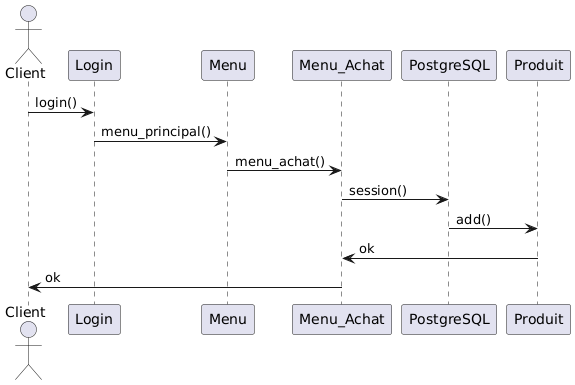 Client
Login
Menu
Menu_Achat
PostgreSQL
Produit
login()
menu_principal()
menu_achat()
session()
add()
ok
ok
Client
Login
Menu
Menu_Achat
PostgreSQL
Produit